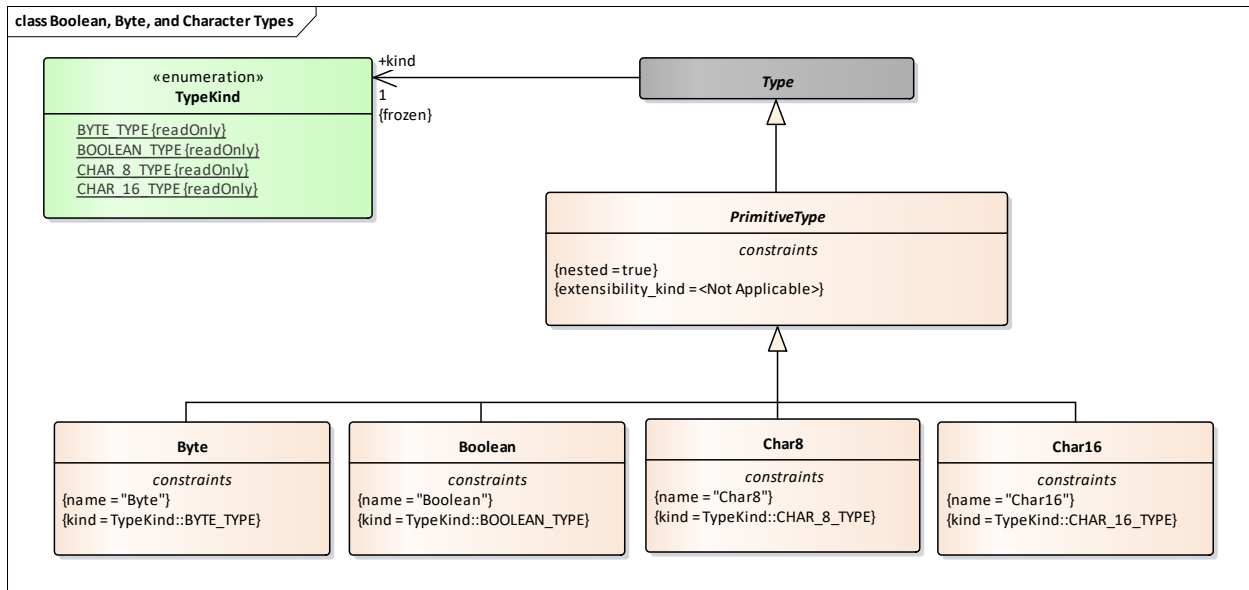 class Boolean, Byte, and Character Types
«enumeration»
TypeKind
BYTE_TYPE {readOnly}
BOOLEAN_TYPE {readOnly}
CHAR_8_TYPE {readOnly}
CHAR_16_TYPE {readOnly}
+kind
1
{frozen}
Type
PrimitiveType
constraints
{nested = true}
{extensibility_kind = <Not Applicable>}
Byte
constraints
{name = "Byte"}
{kind = TypeKind::BYTE_TYPE}
Boolean
constraints
{name = "Boolean"}
{kind = TypeKind::BOOLEAN_TYPE}
Char8
constraints
{name = "Char8"}
{kind = TypeKind::CHAR_8_TYPE}
Char16
constraints
{name = "Char16"}
{kind = TypeKind::CHAR_16_TYPE}